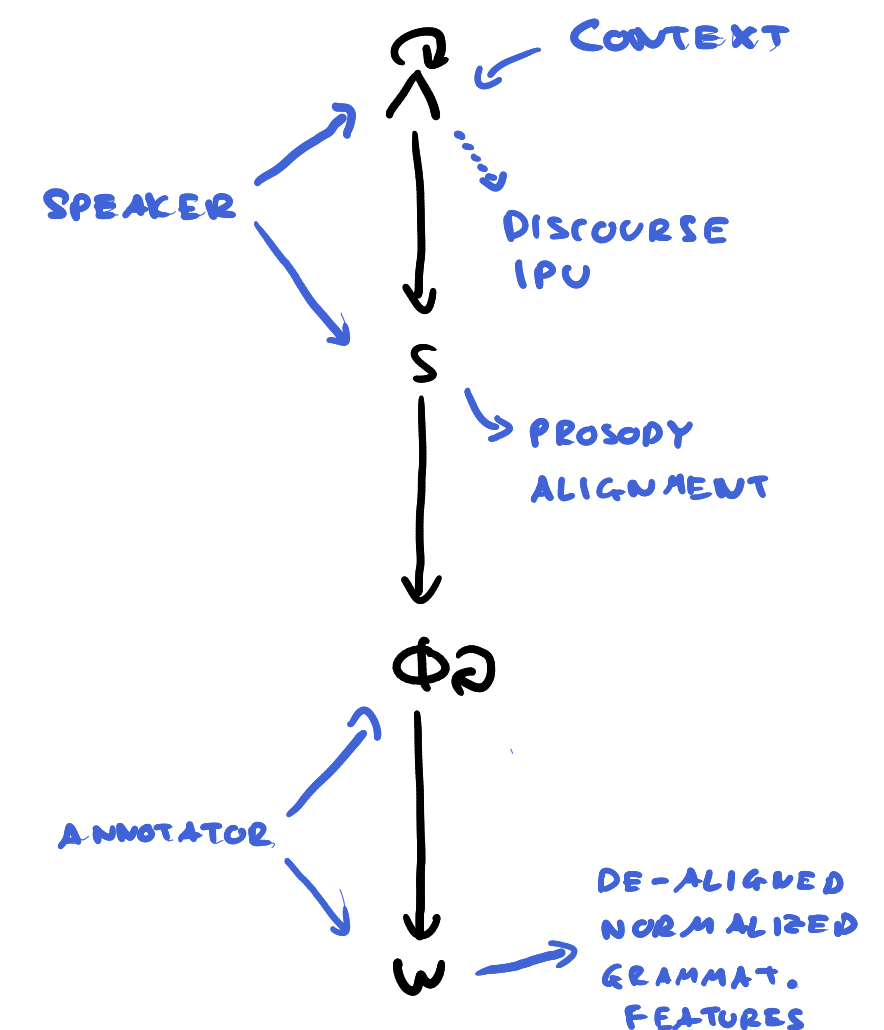 CONTEXT
Λ
SPEAKER
DISCOURSE
IPU
S
PROSODY
ALIGNMENT
Φ
ANNOTATOR
DE-ALIGNED
NORMALIZED
W
GRAMMAT.
FEATURES